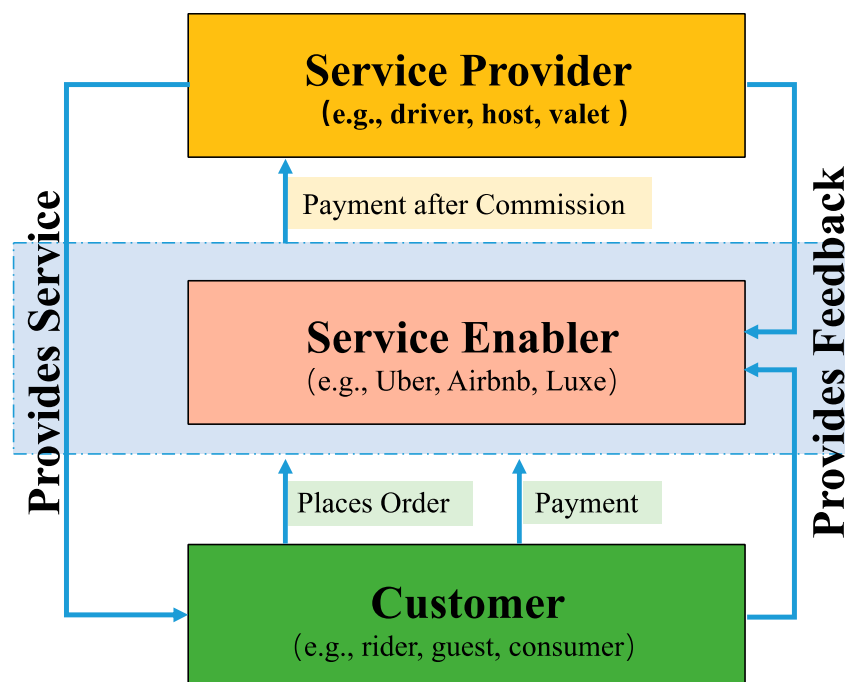 Service Provider
（e.g., driver, host, valet ）
Payment after Commission
Provides Service
Provides Feedback
Service Enabler
（e.g., Uber, Airbnb, Luxe）
Places Order
Payment
Customer
（e.g., rider, guest, consumer）